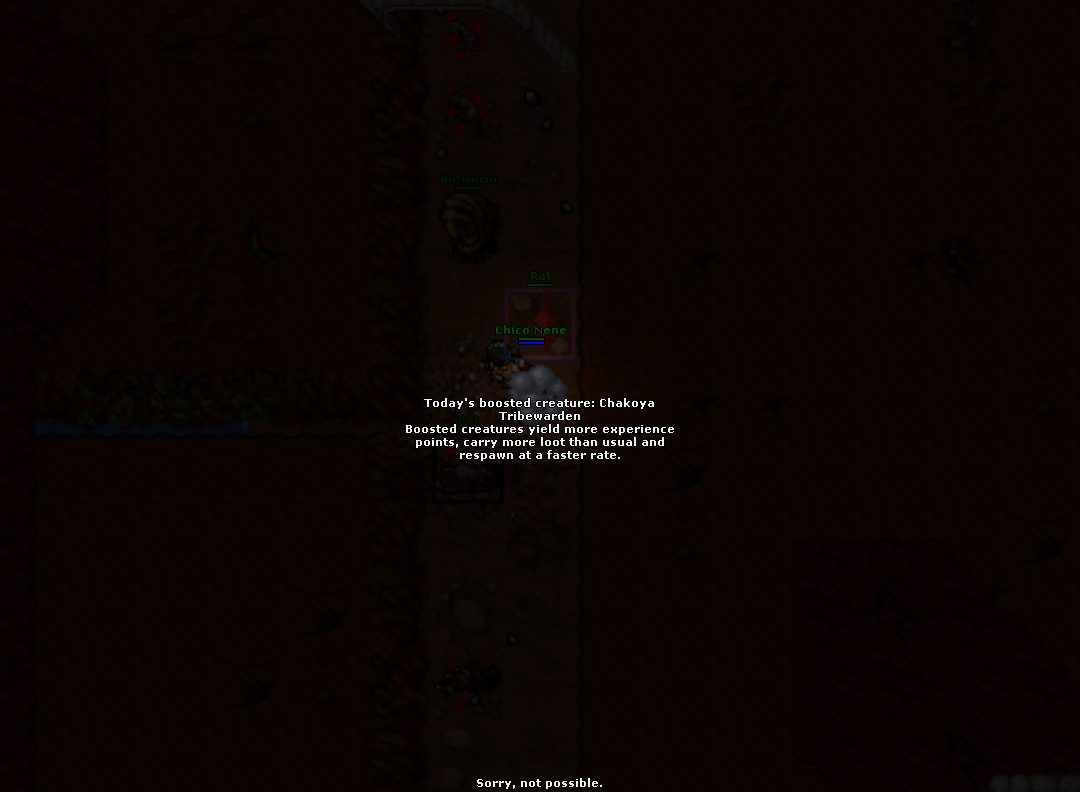 Rotworm
Rat
Chico Nene
Today's boosted creature: Chakoya
Tribewarden
Boosted creatures yield more experience
points, carry more loot than usual and
respawn at a faster rate.
Sorry, not possible.